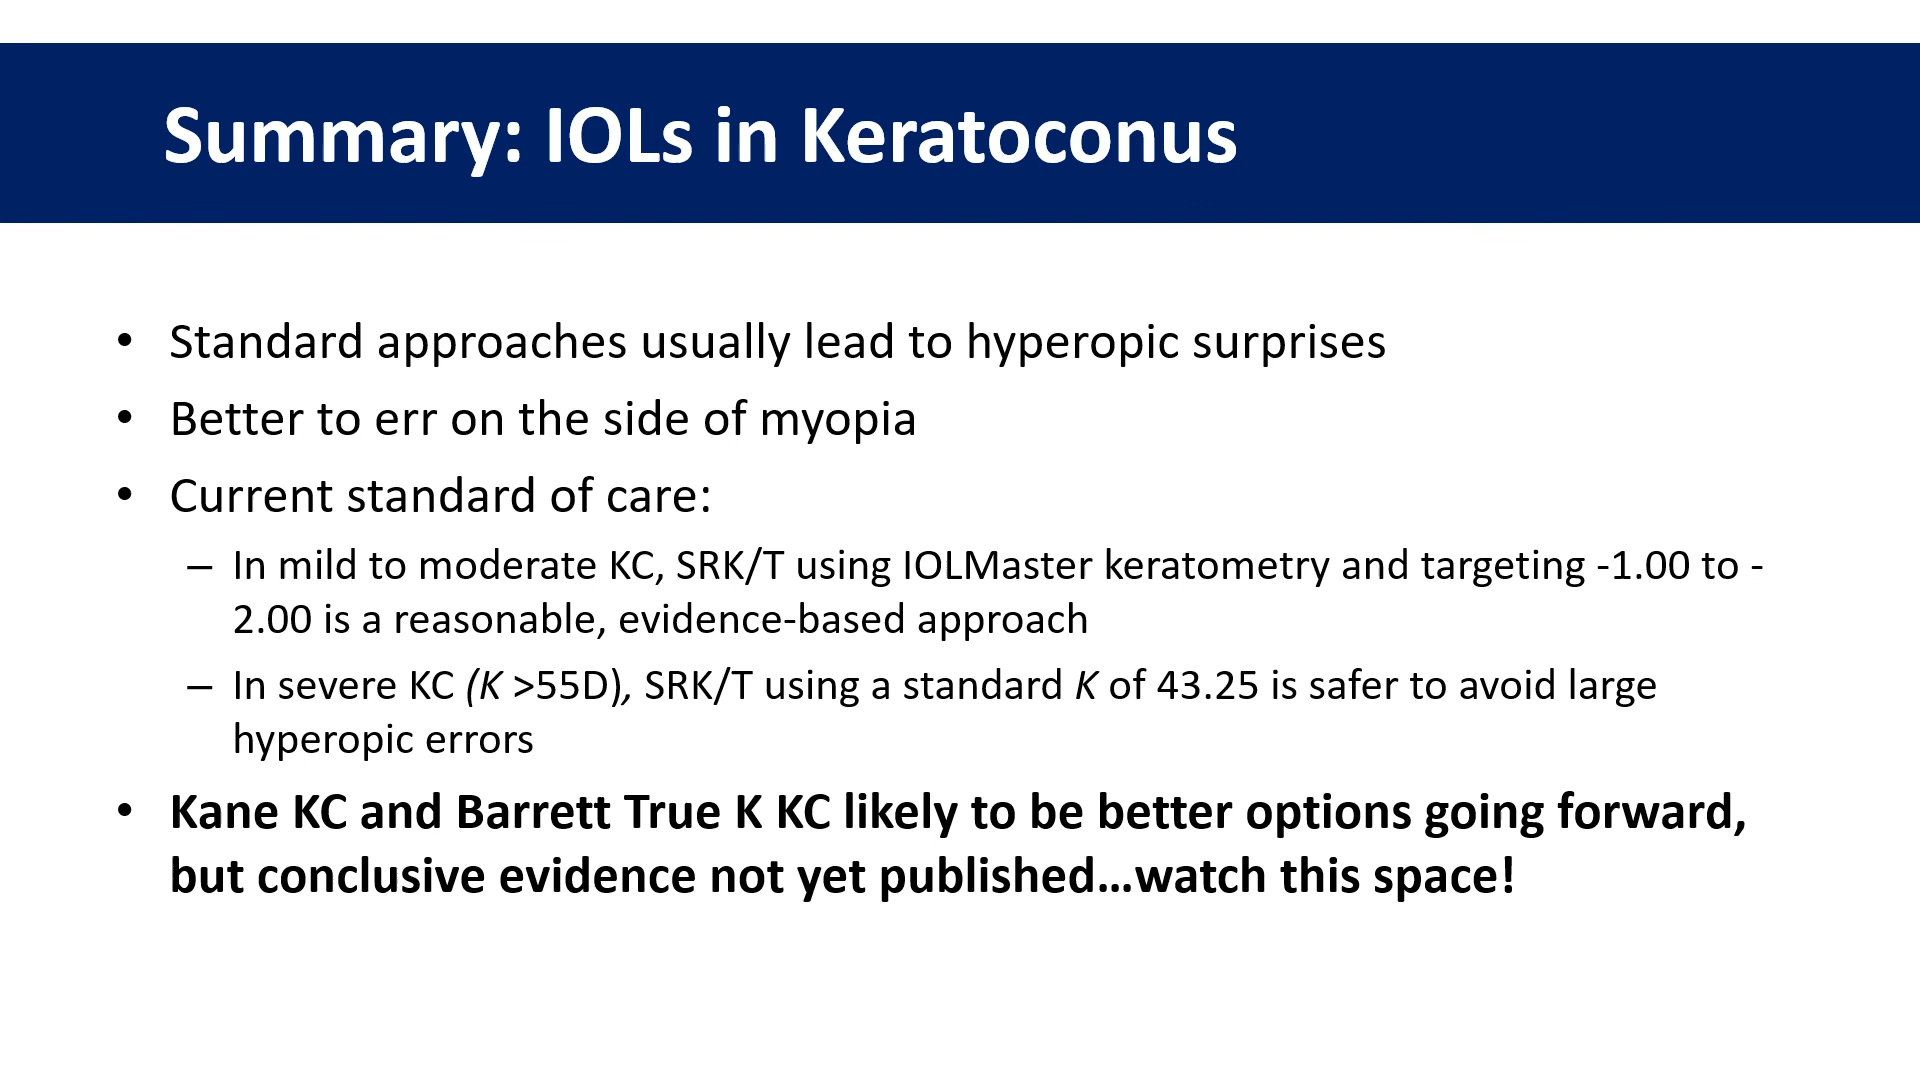 Summary: IOLs in Keratoconus
• Standard approaches usually lead to hyperopic surprises
• Better to err on the side of myopia
• Current standard of care:
– In mild to moderate KC, SRK/T using IOLMaster keratometry and targeting -1.00 to -
2.00 is a reasonable, evidence-based approach
– In severe KC (K >55D), SRK/T using a standard K of 43.25 is safer to avoid large
hyperopic errors
• Kane KC and Barrett True K KC likely to be better options going forward,
but conclusive evidence not yet published…watch this space!